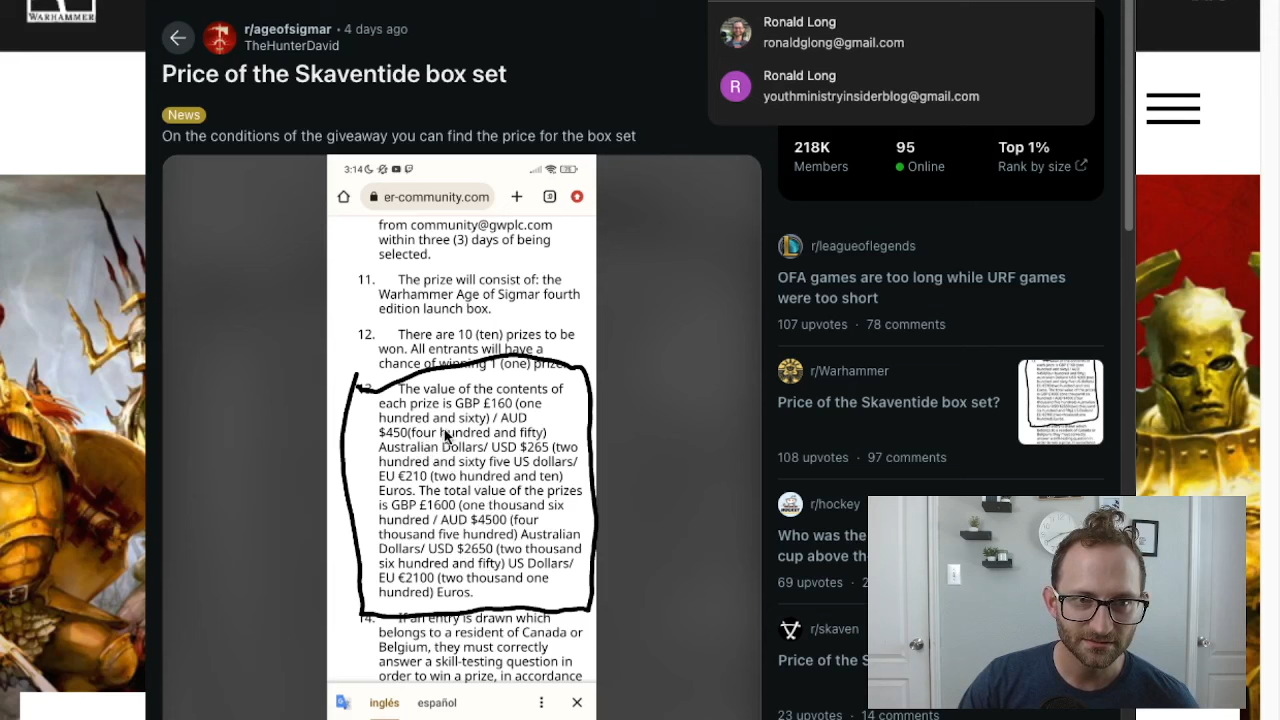 WARHAMMER
r/ageofsigmar • 4 days ago
TheHunterDavid
Price of the Skaventide box set
News
On the conditions of the giveaway you can find the price for the box set
3:14
er-community.com
from community@gwplc.com
within three (3) days of being
selected.
11. The prize will consist of: the
Warhammer Age of Sigmar fourth
edition launch box.
12. There are 10 (ten) prizes to be
won. All entrants will have a
chance of winning 1 (one) prize.
The value of the contents of
each prize is GBP £160 (one
hundred and sixty) / AUD
$450(four hundred and fifty)
Australian Dollars/ USD $265 (two
hundred and sixty five US dollars/
EU €210 (two hundred and ten)
Euros. The total value of the prizes
is GBP £1600 (one thousand six
hundred / AUD $4500 (four
thousand five hundred) Australian
Dollars/ USD $2650 (two thousand
six hundred and fifty) US Dollars/
EU €2100 (two thousand one
hundred) Euros.
14. If an entry is drawn which
belongs to a resident of Canada or
Belgium, they must correctly
answer a skill-testing question in
order to win a prize, in accordance
inglés español
Ronald Long
ronaldglong@gmail.com
R
Ronald Long
youthministryinsiderblog@gmail.com
218K 95 Top 1%
Members Online Rank by size
r/leagueoflegends
OFA games are too long while URF games
were too short
107 upvotes · 78 comments
r/Warhammer
Price of the Skaventide box set?
108 upvotes · 97 comments
r/hockey
Who was the
cup above th
69 upvotes · 2
r/skaven
Price of the S
23 upvotes · 14 comments